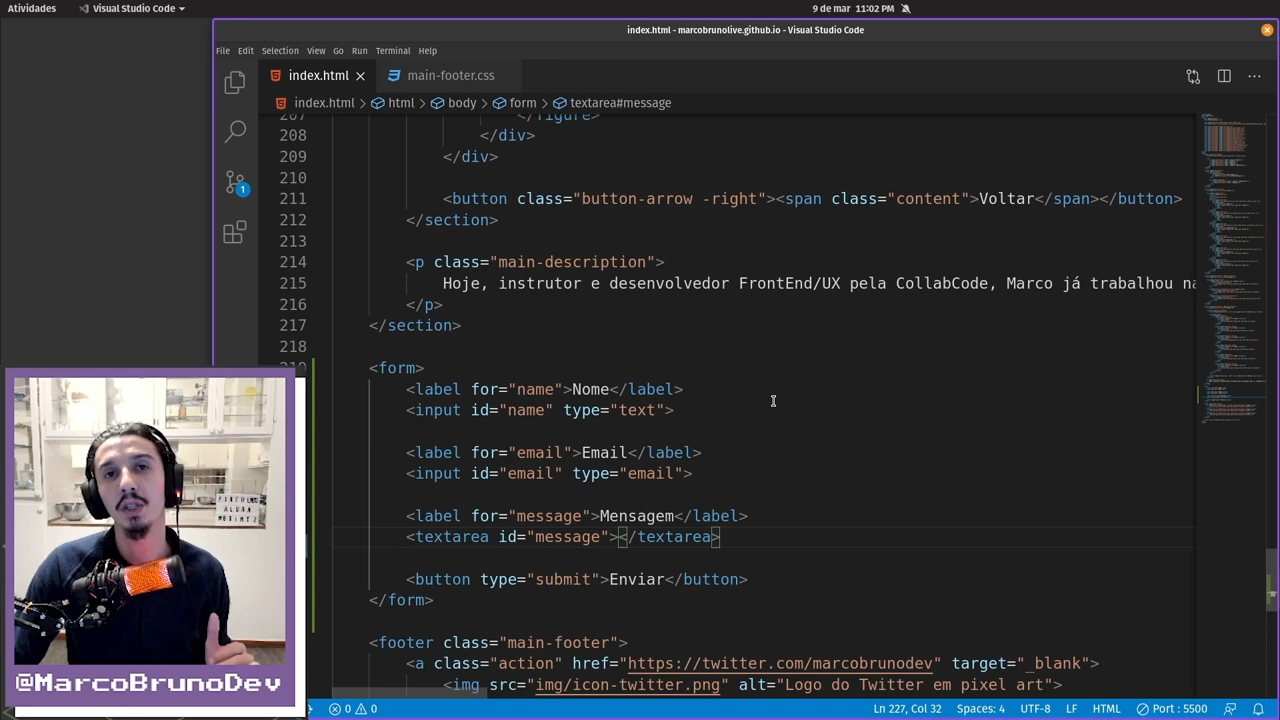 Atividades
Visual Studio Code
9 de mar 11:02 PM
index.html - marcobrunolive.github.io - Visual Studio Code
File Edit Selection View Go Run Terminal Help
index.html
main-footer.css
index.html > html > body > form > textarea#message
207 </figure>
208 </div>
209 </div>
210
211 <button class="button-arrow -right"><span class="content">Voltar</span></button>
212 </section>
213
214 <p class="main-description">
215 Hoje, instrutor e desenvolvedor FrontEnd/UX pela Collabcode, Marco já trabalhou na
216 </p>
217 </section>
218
<form>
<label for="name">Nome</label>
<input id="name" type="text">
<label for="email">Email</label>
<input id="email" type="email">
<label for="message">Mensagem</label>
<textarea id="message"></textarea>
<button type="submit">Enviar</button>
</form>
<footer class="main-footer">
<a class="action" href="https://twitter.com/marcobrunodev" target="_blank">
<img src="img/icon-twitter.png" alt="Logo do Twitter em pixel art">
1
@MarcoBrunoDev
0 0
Ln 227, Col 32
Spaces: 4
UTF-8
LF
HTML
Port : 5500